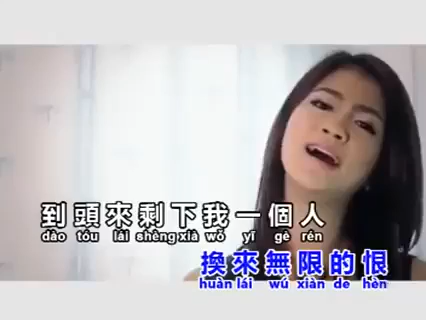 到頭來剩下我一個人
dào tóu lái shèng xià wǒ yī gè rén
換來無限的恨
huàn lái wú xiàn de hèn